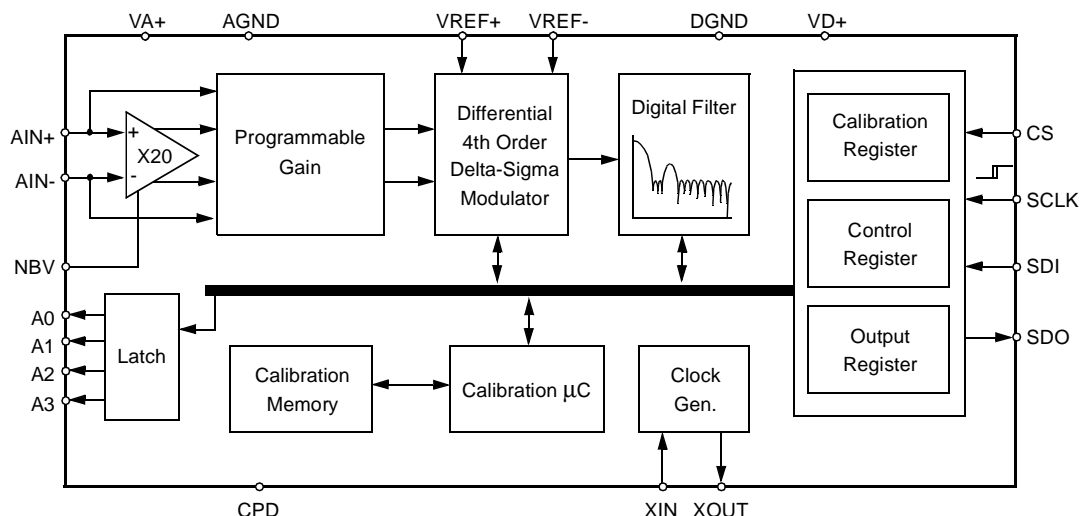 VA+ AGND VREF+ VREF- DGND VD+
AIN+
AIN-
NBV
+
X20
-
Programmable
Gain
Differential
4th Order
Delta-Sigma
Modulator
Digital Filter
Calibration
Register
Control
Register
Output
Register
CS
SCLK
SDI
SDO
A0
A1
A2
A3
Latch
Calibration
Memory
Calibration μC
Clock
Gen.
CPD XIN XOUT